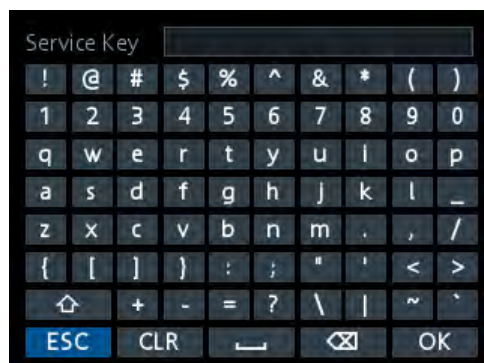 Service Key
! @ # $ % ^ & * ( )
1 2 3 4 5 6 7 8 9 0
q w e r t y u i o p
a s d f g h j k l _
z x c v b n m . , /
{ [ ] } : ; " ' < >
+ - = ? \ | ~ `
ESC CLR OK